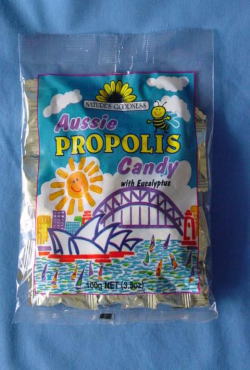 NATURE'S GOODNESS
Aussie
PROPOLIS
Candy
with Eucalyptus
100g NET (3.5oz)